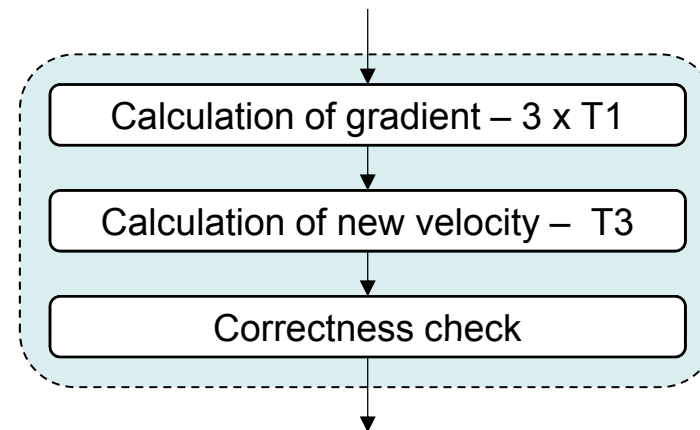 Calculation of gradient – 3 x T1
Calculation of new velocity –  T3
Correctness check